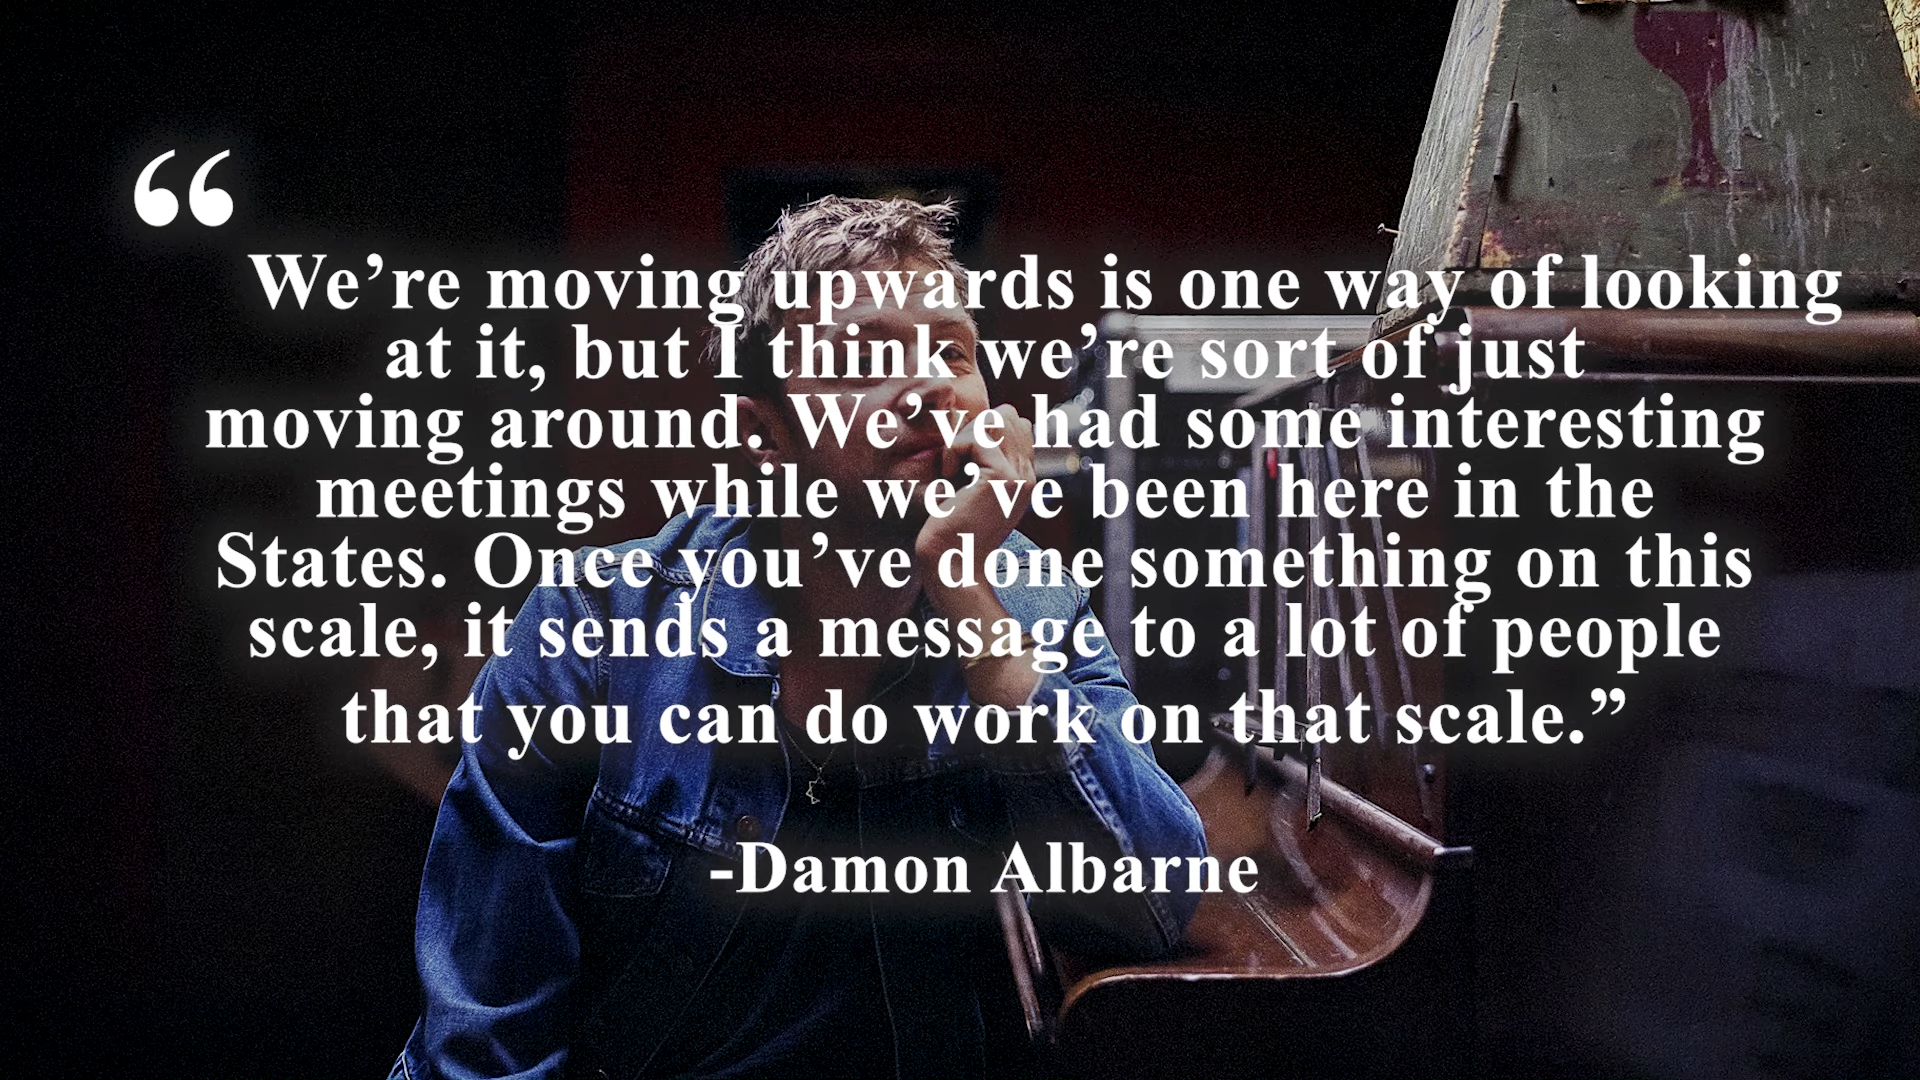 “
We’re moving upwards is one way of looking
at it, but I think we’re sort of just
moving around. We’ve had some interesting
meetings while we’ve been here in the
States. Once you’ve done something on this
scale, it sends a message to a lot of people
that you can do work on that scale.”
-Damon Albarne